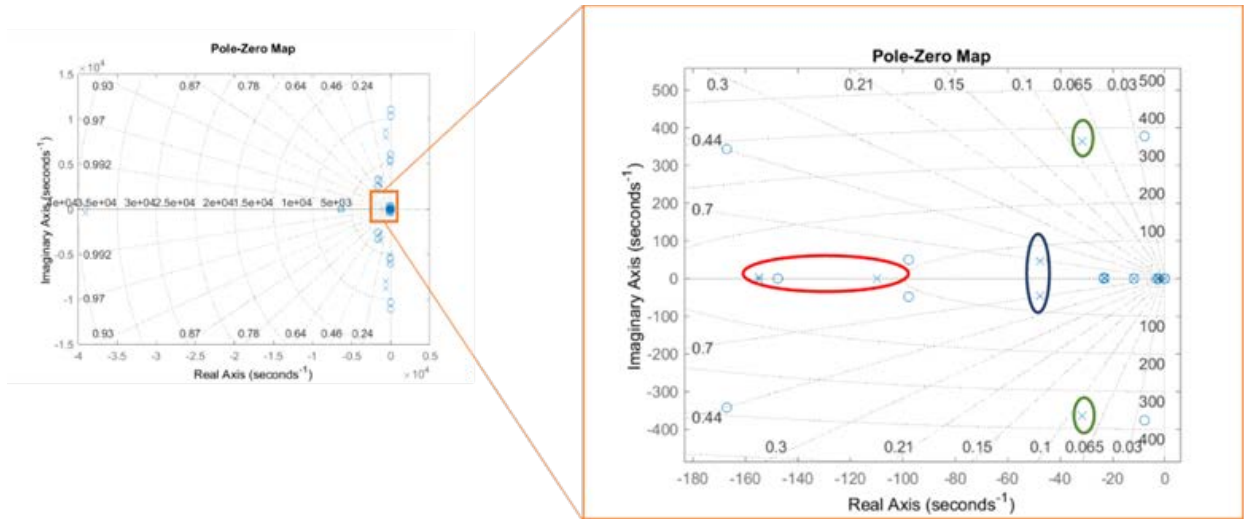 Pole-Zero Map
× 10^4
1.5
1
0.5
0
-0.5
-1
-1.5
0.93 0.87 0.78 0.64 0.46 0.24
0.97
0.992
3e+04 2.5e+04 2e+04 1.5e+04 1e+04 5e+03
0.992
0.97
0.93 0.87 0.78 0.64 0.46 0.24
-4 -3.5 -3 -2.5 -2 -1.5 -1 -0.5 0 0.5
Imaginary Axis (seconds^-1)
Real Axis (seconds^-1)
× 10^4
Pole-Zero Map
500
400
300
200
100
0
-100
-200
-300
-400
0.3 0.21 0.15 0.1 0.065 0.03 500
0.44 400
300
0.7 200
100
100
0.7 200
300
0.44 400
0.3 0.21 0.15 0.1 0.065 0.03
-180 -160 -140 -120 -100 -80 -60 -40 -20 0
Imaginary Axis (seconds^-1)
Real Axis (seconds^-1)